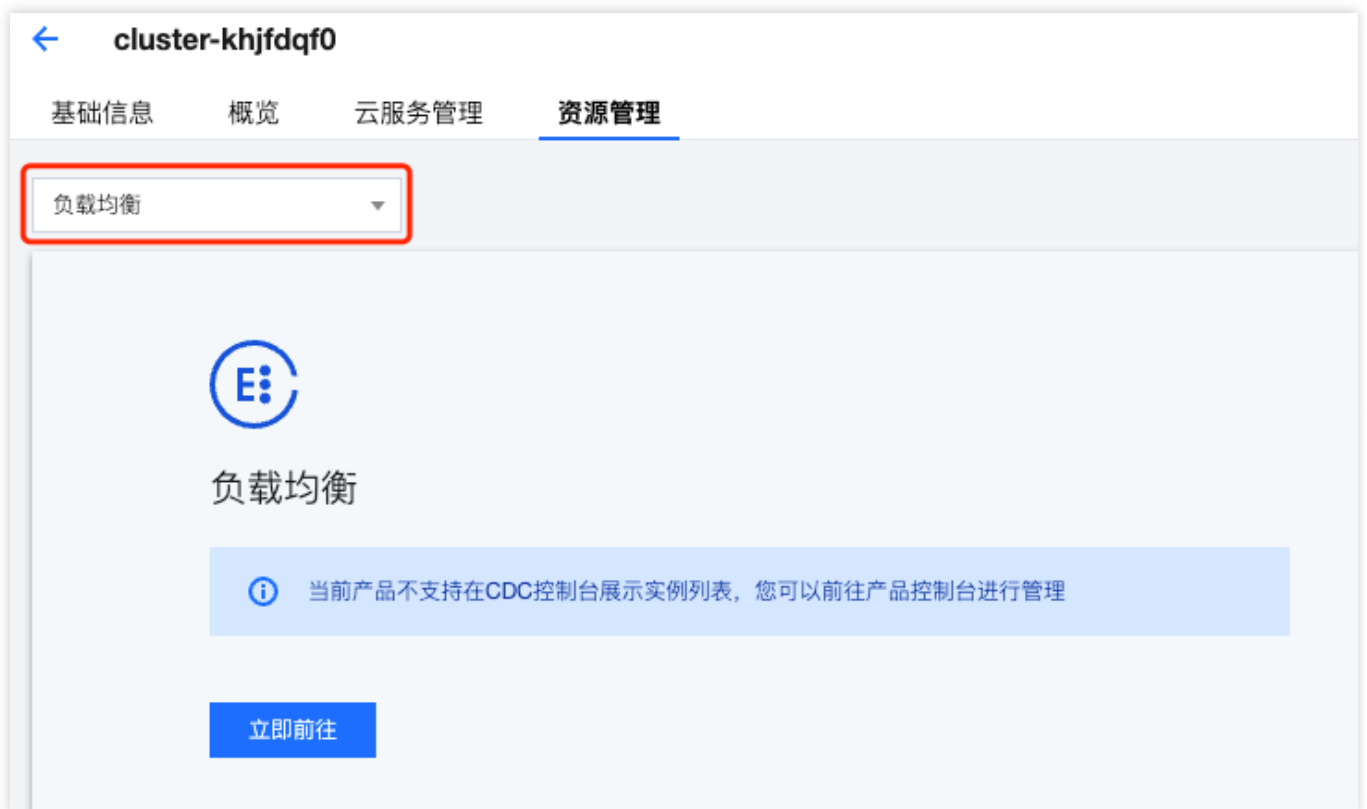 cluster-khjfdqf0
基础信息 概览 云服务管理 资源管理
负载均衡
负载均衡
当前产品不支持在CDC控制台展示实例列表，您可以前往产品控制台进行管理
立即前往